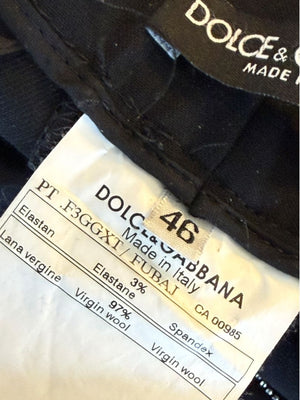 DOLCE&
MADE
46
DOLCE&GABBANA
Made in Italy
PT .F3GGXT/ FUBAJ CA 00985
3%
Elastan Elastane Spandex
97%
Lana vergine Virgin wool Virgin wool